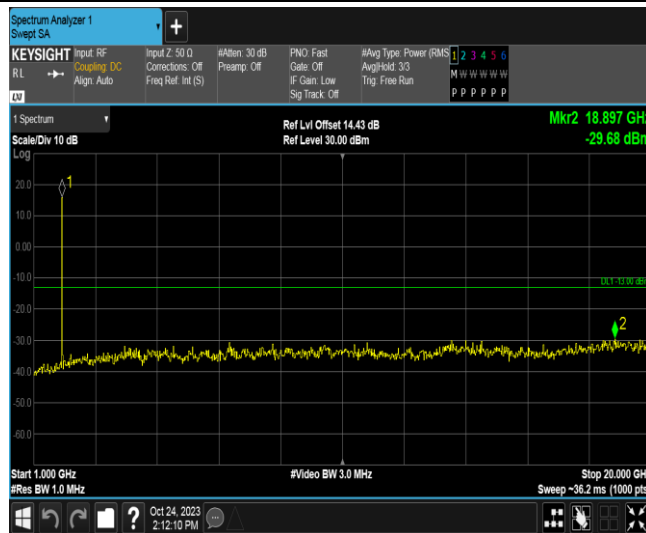 Spectrum Analyzer 1
Swept SA
+
KEYSIGHT
RL
LXI
Input: RF
Coupling: DC
Align: Auto
Input Z: 50 Ω
Corrections: Off
Freq Ref: Int (S)
#Atten: 30 dB
Preamp: Off
PNO: Fast
Gate: Off
IF Gain: Low
Sig Track: Off
#Avg Type: Power (RMS
Avg|Hold: 3/3
Trig: Free Run
1 2 3 4 5 6
M W W W W W
P P P P P P
1 Spectrum
Scale/Div 10 dB
Log
Ref Lvl Offset 14.43 dB
Ref Level 30.00 dBm
Mkr2 18.897 GHz
-29.68 dBm
1
20.0
10.0
0.00
-10.0
DL1 -13.00 dBm
-20.0
2
-30.0
-40.0
-50.0
-60.0
Start 1.000 GHz
#Res BW 1.0 MHz
#Video BW 3.0 MHz
Stop 20.000 GHz
Sweep ~36.2 ms (1000 pts
?
Oct 24, 2023
2:12:10 PM